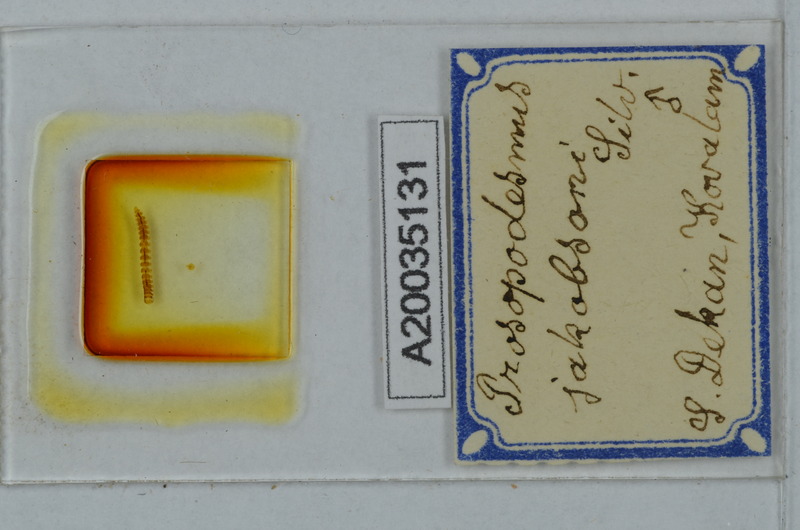 A20035131
Prosopodesmus
jakobsoni
Silv.
♂
S. Dekan, Kovalam